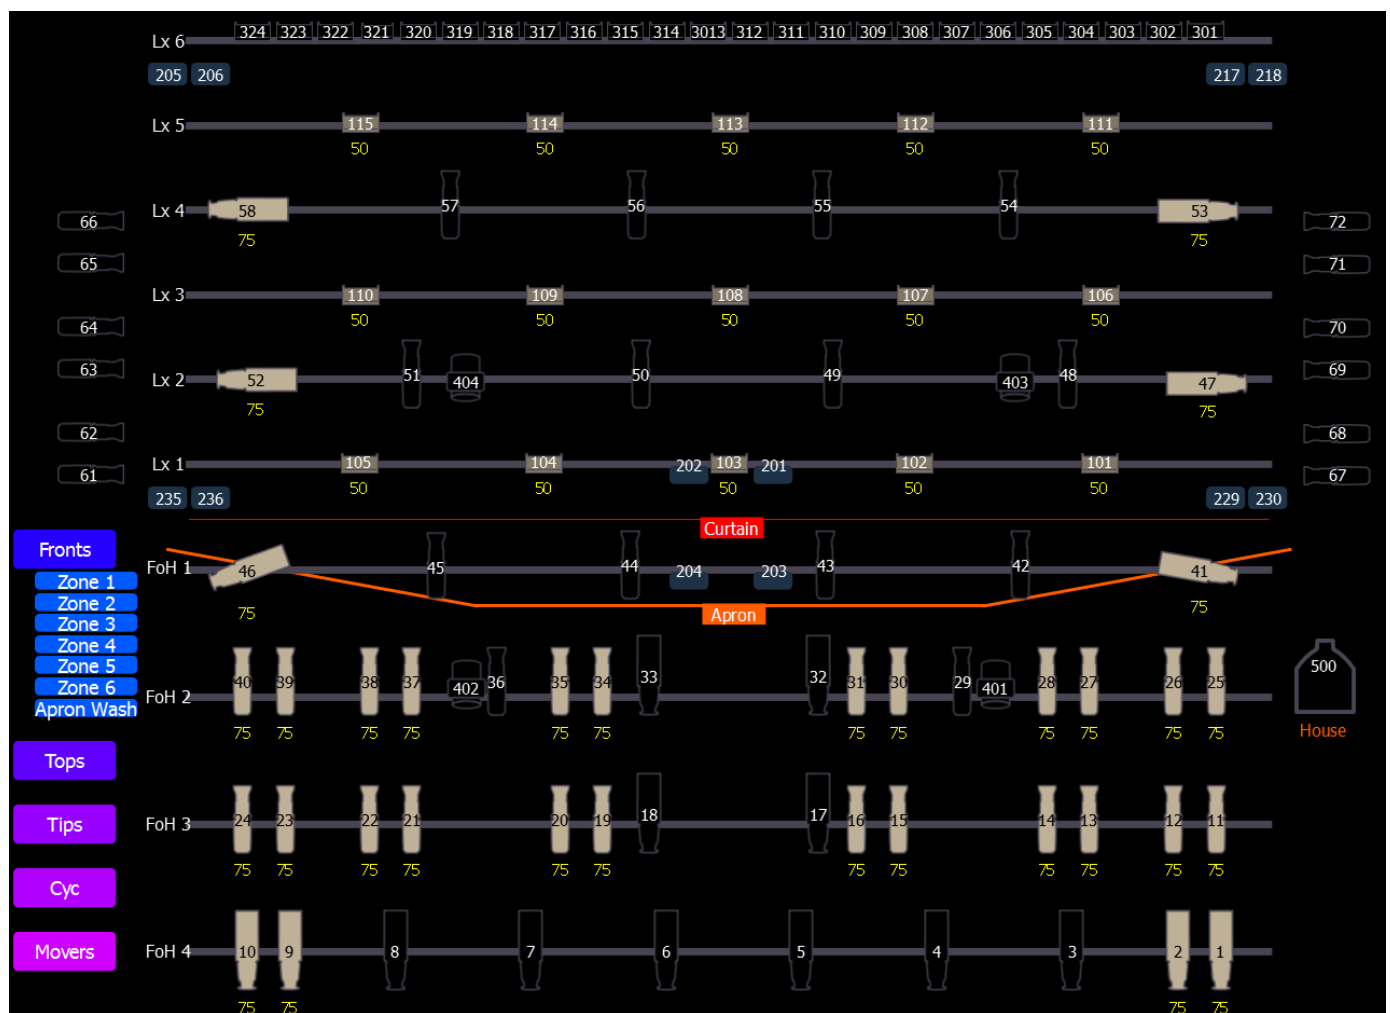 Lx 6 324 323 322 321 320 319 318 317 316 315 314 3013 312 311 310 309 308 307 306 305 304 303 302 301
205 206 217 218
Lx 5 115 114 113 112 111
50 50 50 50 50
66 Lx 4 58 57 56 55 54 53 72
75 75
65 71
Lx 3 110 109 108 107 106
50 50 50 50 50
64 70
63 Lx 2 52 51 404 50 49 403 48 47 69
75 75
62 68
Lx 1 105 104 202 103 201 102 101
61 67
50 50 50 50 50
235 236 229 230
Curtain
Fronts
FoH 1 46 45 44 204 203 43 42 41
Zone 1
Zone 2
75 Apron 75
Zone 3
Zone 4
Zone 5
Zone 6
Apron Wash
FoH 2 40 39 38 37 402 36 35 34 33 32 31 30 29 401 28 27 26 25 500
75 75 75 75 75 75 75 75 75 75 75 75 House
Tops
Tips
FoH 3 24 23 22 21 20 19 18 17 16 15 14 13 12 11
75 75 75 75 75 75 75 75 75 75 75 75
Cyc
Movers
FoH 4 10 9 8 7 6 5 4 3 2 1
75 75 75 75